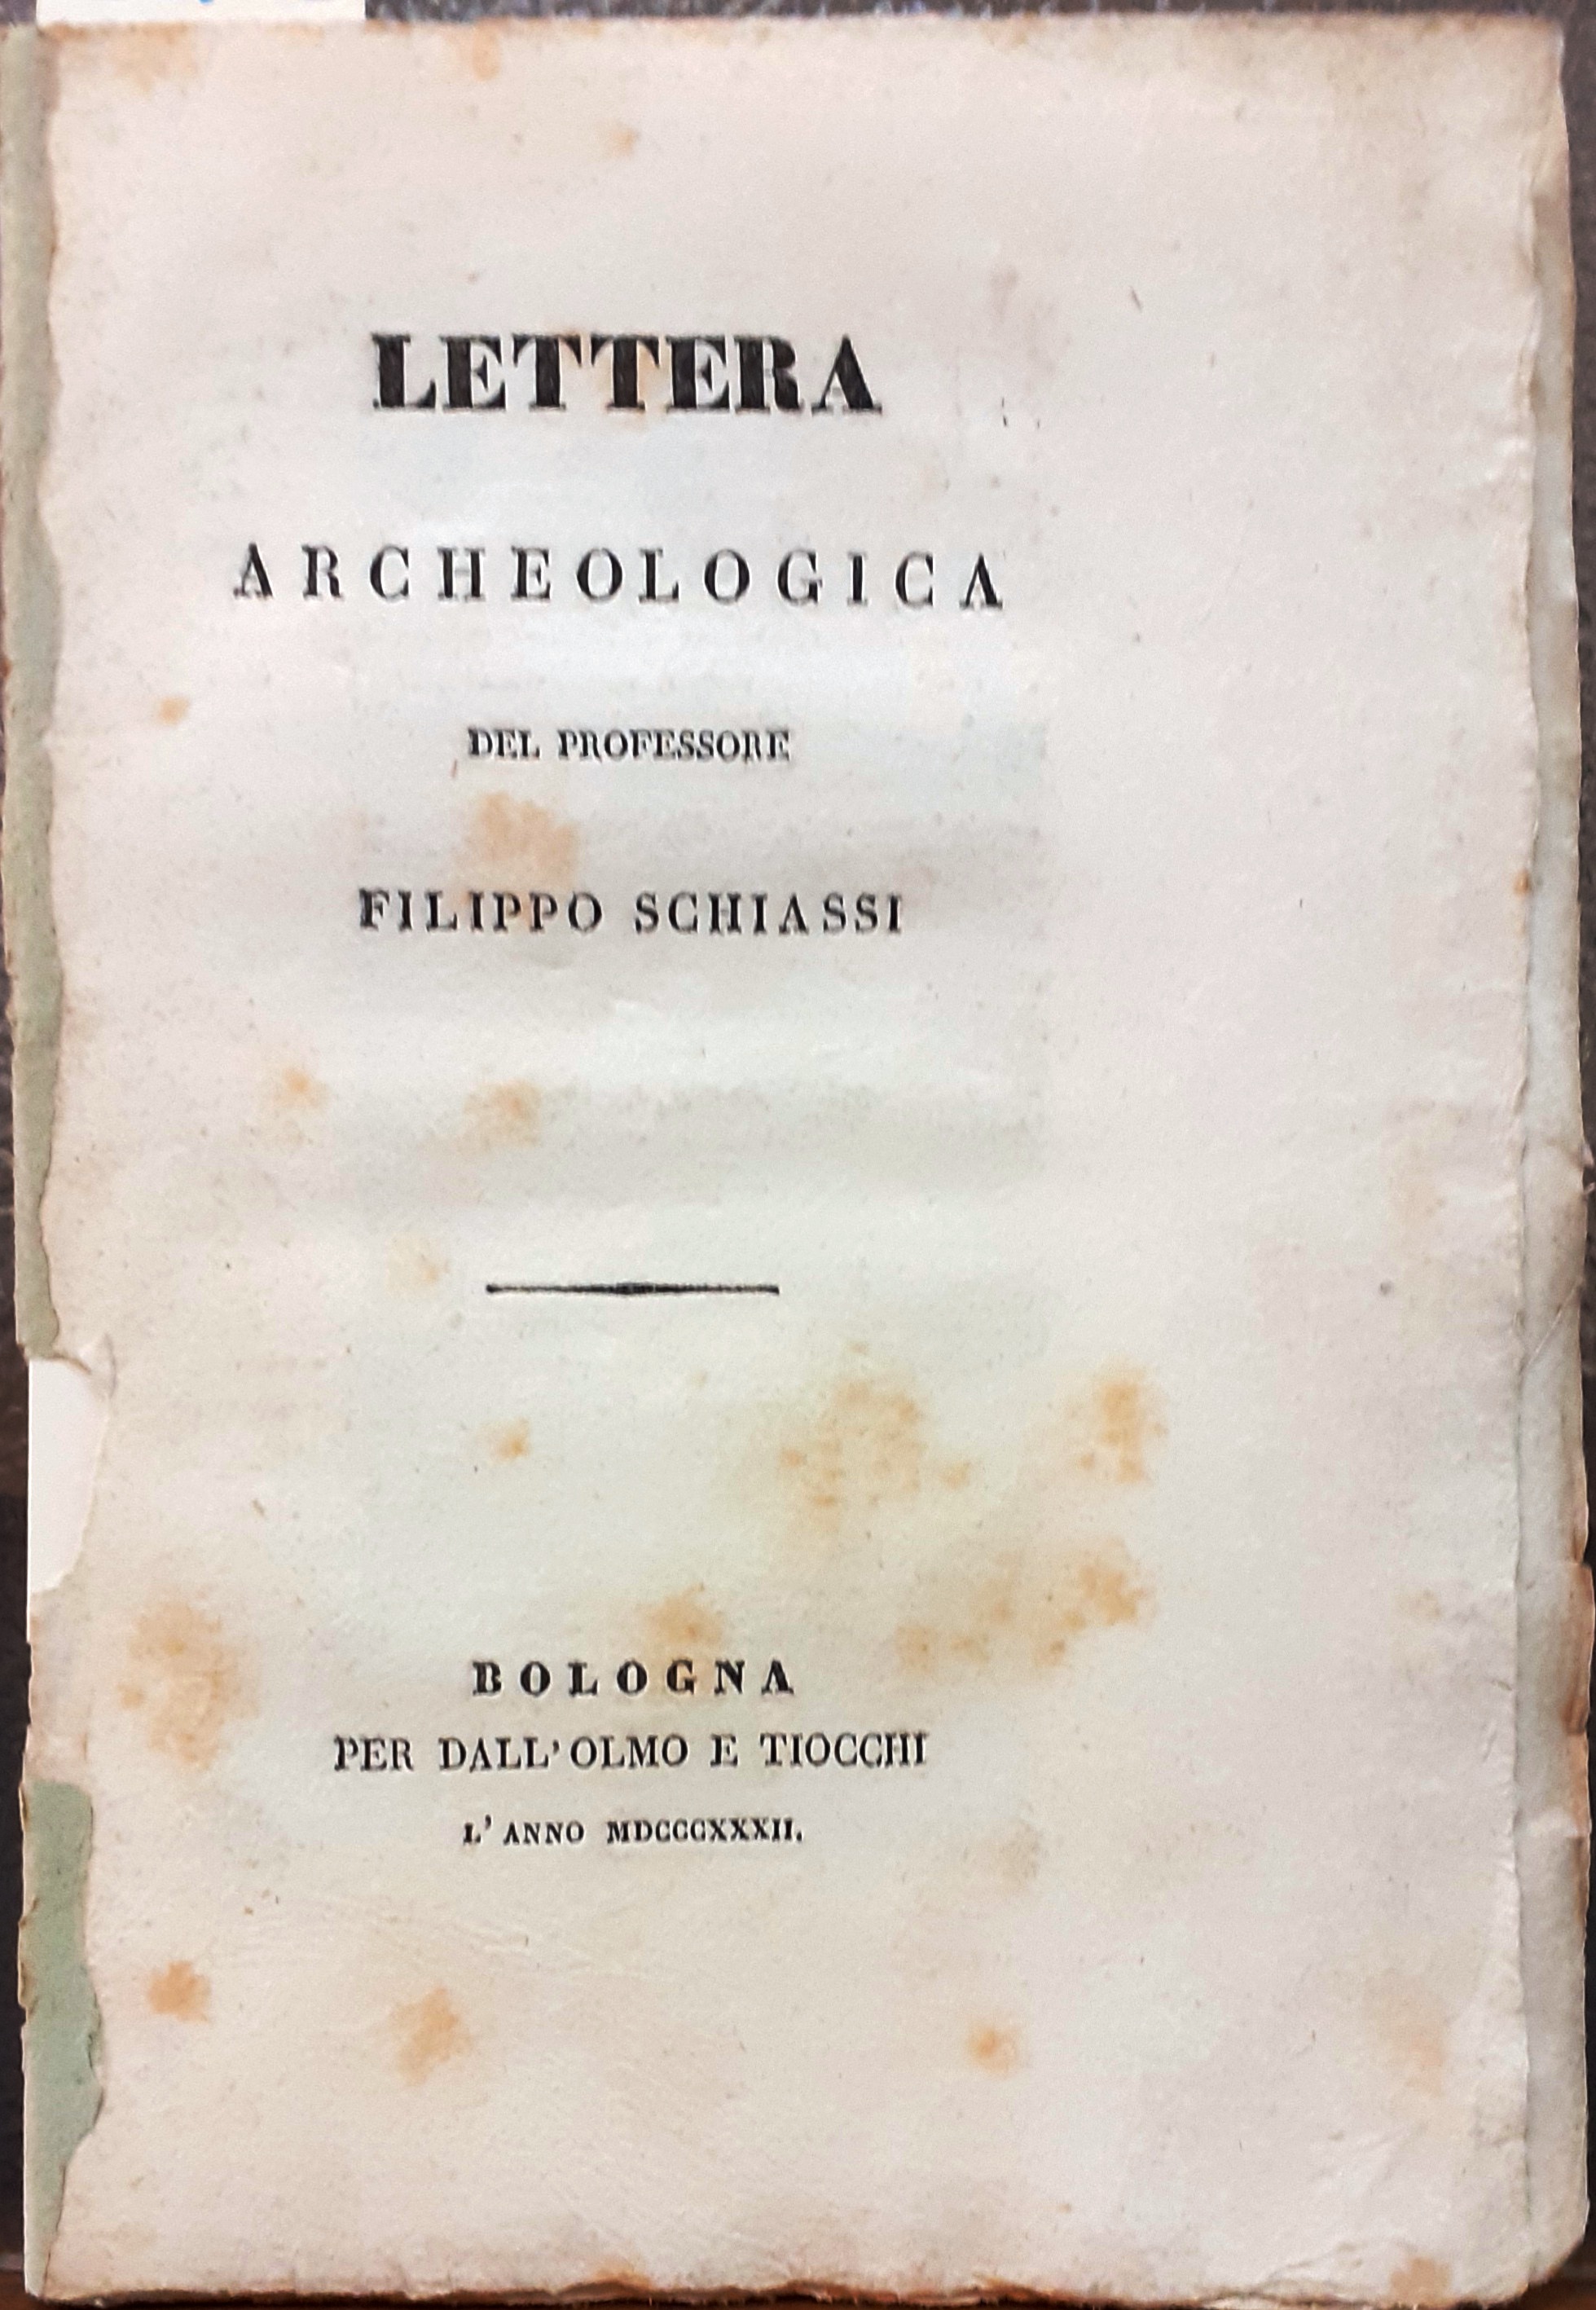 LETTERA
ARCHEOLOGICA
DEL PROFESSORE
FILIPPO SCHIASSI
BOLOGNA
PER DALL'OLMO E TIOCCHI
L'ANNO MDCCCXXXII.